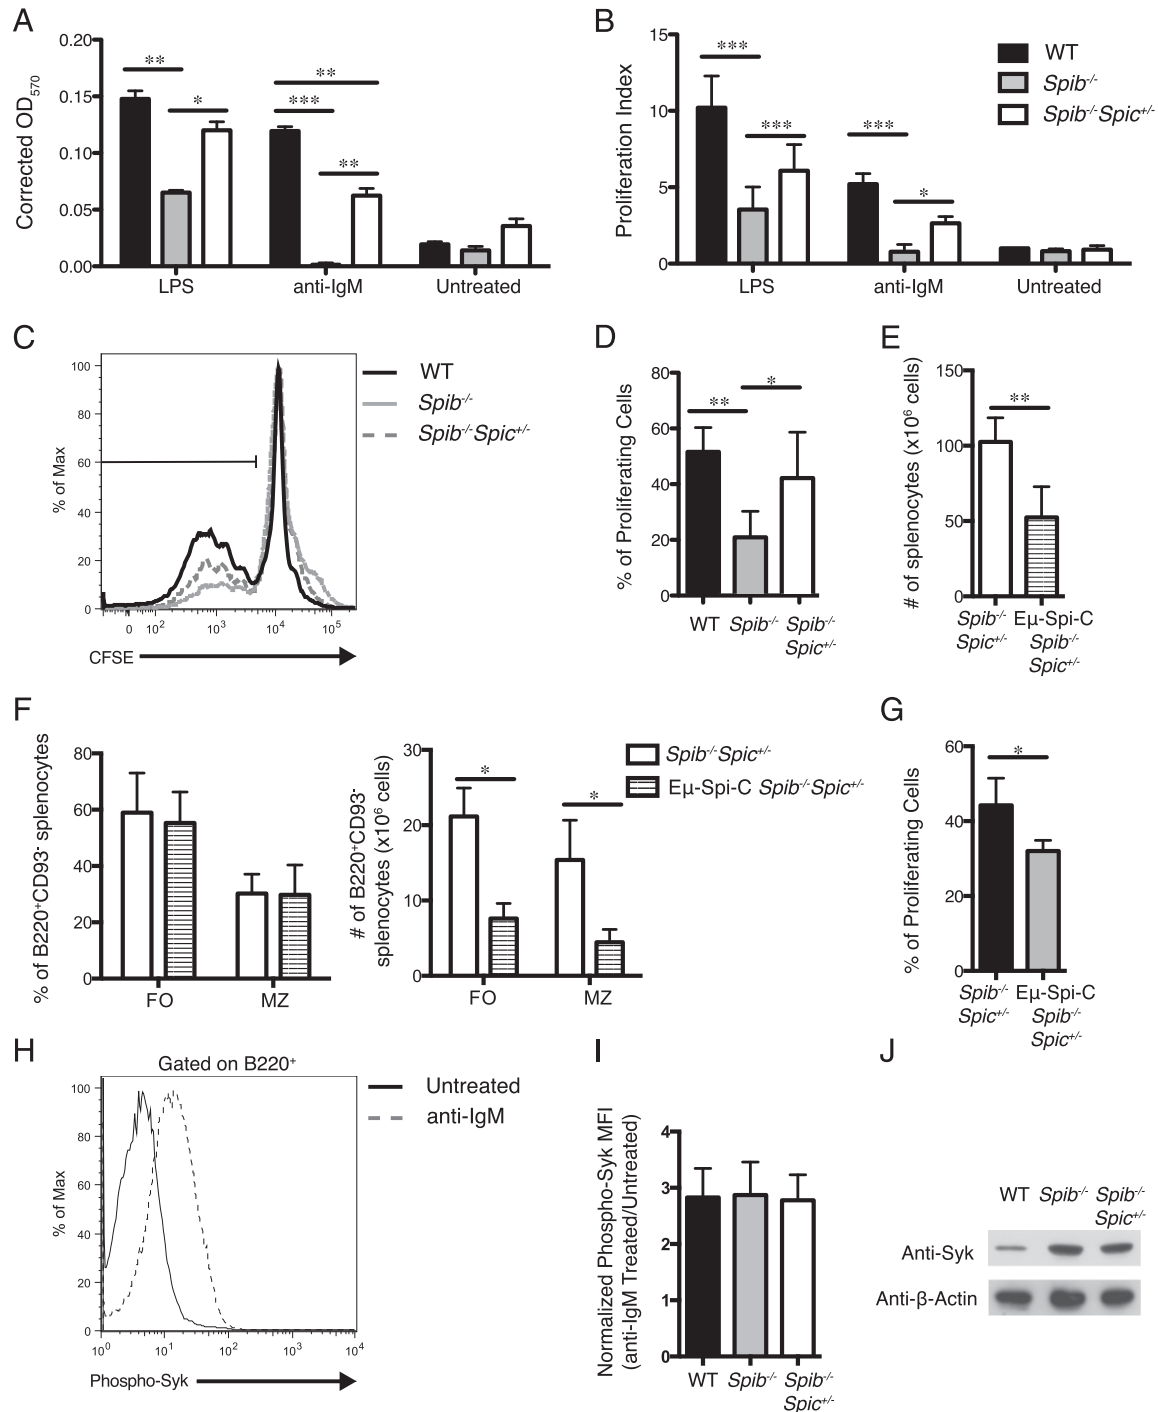 A
Corrected OD570
0.20
0.15
0.10
0.05
0.00
**
*
**
***
**
LPS
anti-IgM
Untreated
B
Proliferation Index
15
10
5
0
***
***
***
*
LPS
anti-IgM
Untreated
WT
Spib-/-
Spib-/-Spic+/-
C
% of Max
100
80
60
40
20
0
0 10² 10³ 10⁴ 10⁵
CFSE
WT
Spib-/-
Spib-/-Spic+/-
D
% of Proliferating Cells
80
60
40
20
0
**
*
WT Spib-/- Spib-/-
Spic+/-
E
# of splenocytes (x10⁶ cells)
150
100
50
0
**
Spib-/- Eμ-Spi-C
Spic+/- Spib-/-
Spic+/-
F
% of B220+CD93- splenocytes
80
60
40
20
0
FO
MZ
# of B220+CD93-
splenocytes (x10⁶ cells)
30
20
10
0
*
*
FO
MZ
Spib-/-Spic+/-
Eμ-Spi-C Spib-/-Spic+/-
G
% of Proliferating Cells
60
40
20
0
*
Spib-/- Eμ-Spi-C
Spic+/- Spib-/-
Spic+/-
H
Gated on B220+
% of Max
100
80
60
40
20
0
10⁰ 10¹ 10² 10³ 10⁴
Phospho-Syk
Untreated
anti-IgM
I
Normalized Phospho-Syk MFI
(anti-IgM Treated/Untreated)
4
3
2
1
0
WT Spib-/- Spib-/-
Spic+/-
J
WT Spib-/- Spib-/-
Spic+/-
Anti-Syk
Anti-β-Actin